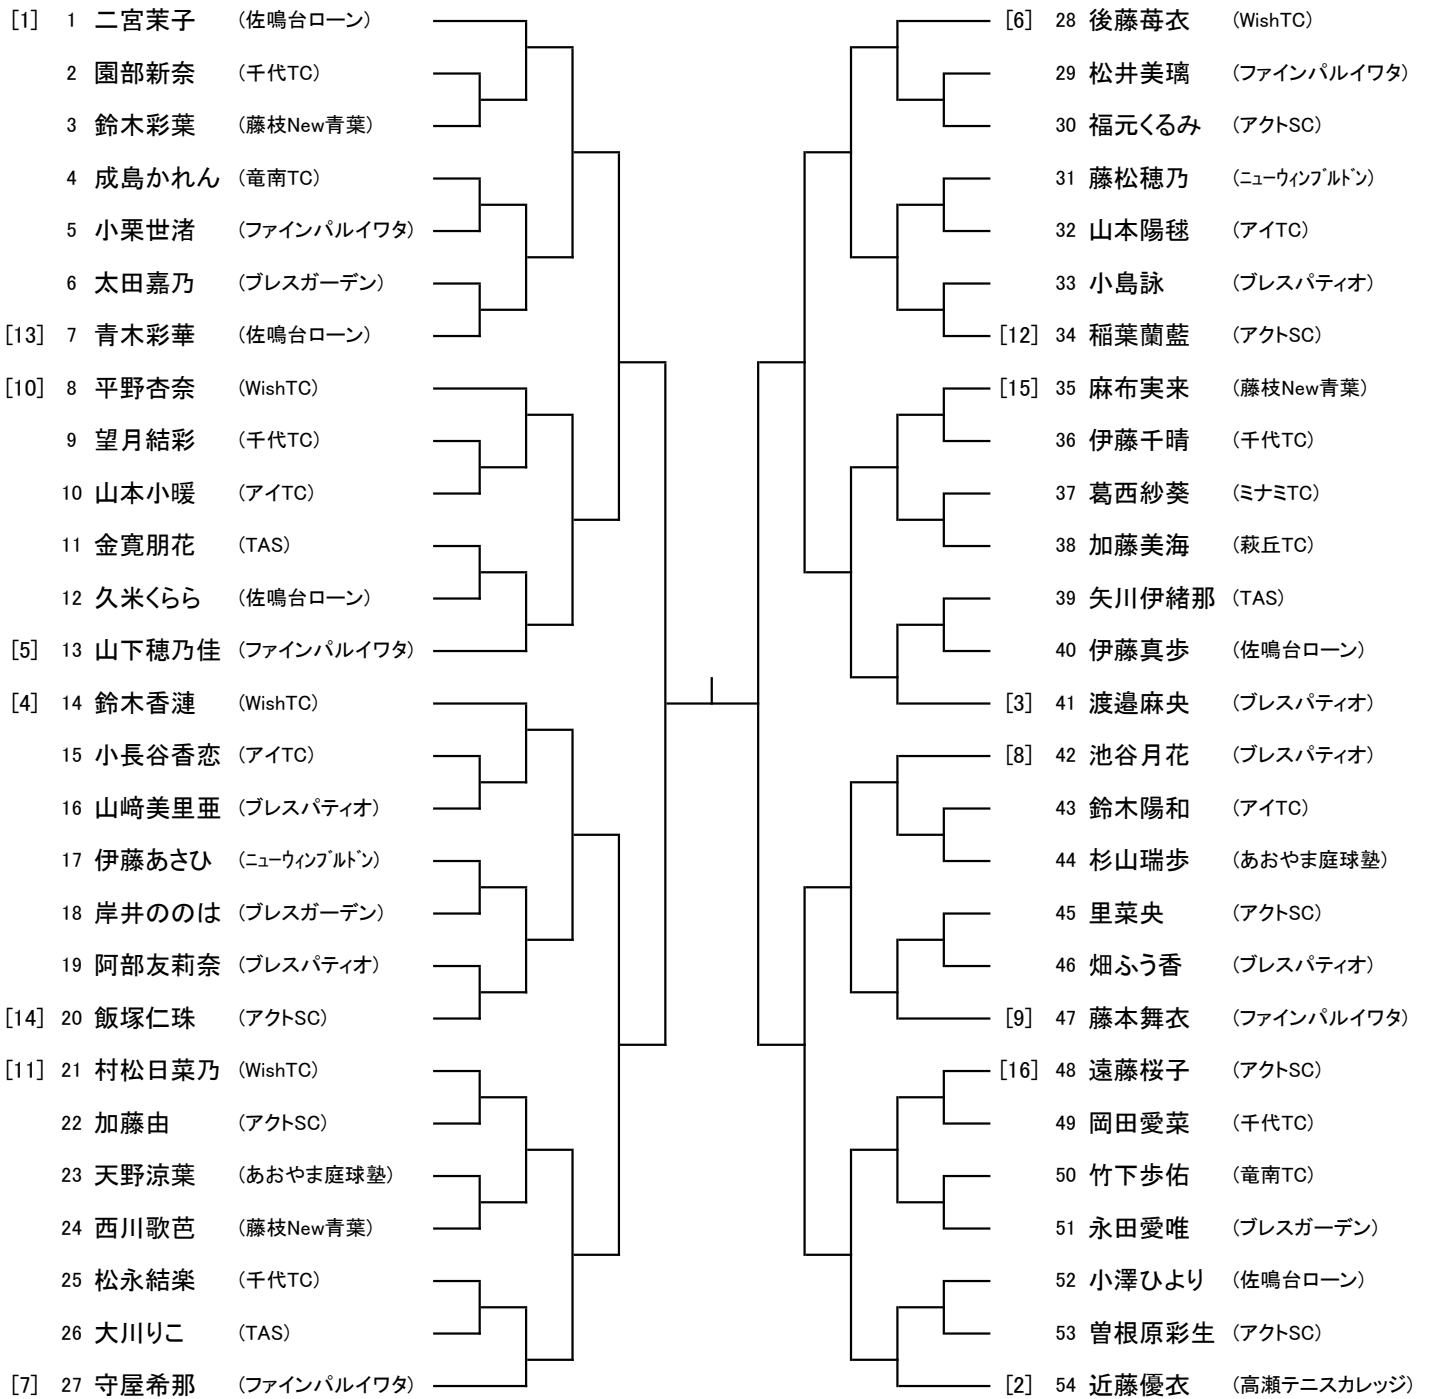 [1] 1 二宮茉子 (佐鳴台ローン)
2 園部新奈 (千代TC)
3 鈴木彩葉 (藤枝New青葉)
4 成島かれん (竜南TC)
5 小栗世渚 (ファインパルイワタ)
6 太田嘉乃 (ブレスガーデン)
[13] 7 青木彩華 (佐鳴台ローン)
[10] 8 平野杏奈 (WishTC)
9 望月結彩 (千代TC)
10 山本小暖 (アイTC)
11 金寛朋花 (TAS)
12 久米くらら (佐鳴台ローン)
[5] 13 山下穂乃佳 (ファインパルイワタ)
[4] 14 鈴木香漣 (WishTC)
15 小長谷香恋 (アイTC)
16 山﨑美里亜 (ブレスパティオ)
17 伊藤あさひ (ﾆｭｰｳｨﾝﾌﾞﾙﾄﾞﾝ)
18 岸井ののは (ブレスガーデン)
19 阿部友莉奈 (ブレスパティオ)
[14] 20 飯塚仁珠 (アクトSC)
[11] 21 村松日菜乃 (WishTC)
22 加藤由 (アクトSC)
23 天野涼葉 (あおやま庭球塾)
24 西川歌芭 (藤枝New青葉)
25 松永結楽 (千代TC)
26 大川りこ (TAS)
[7] 27 守屋希那 (ファインパルイワタ)
[6] 28 後藤苺衣 (WishTC)
29 松井美璃 (ファインパルイワタ)
30 福元くるみ (アクトSC)
31 藤松穂乃 (ﾆｭｰｳｨﾝﾌﾞﾙﾄﾞﾝ)
32 山本陽毬 (アイTC)
33 小島詠 (ブレスパティオ)
[12] 34 稲葉蘭藍 (アクトSC)
[15] 35 麻布実来 (藤枝New青葉)
36 伊藤千晴 (千代TC)
37 葛西紗葵 (ミナミTC)
38 加藤美海 (萩丘TC)
39 矢川伊緒那 (TAS)
40 伊藤真歩 (佐鳴台ローン)
[3] 41 渡邉麻央 (ブレスパティオ)
[8] 42 池谷月花 (ブレスパティオ)
43 鈴木陽和 (アイTC)
44 杉山瑞歩 (あおやま庭球塾)
45 里菜央 (アクトSC)
46 畑ふう香 (ブレスパティオ)
[9] 47 藤本舞衣 (ファインパルイワタ)
[16] 48 遠藤桜子 (アクトSC)
49 岡田愛菜 (千代TC)
50 竹下歩佑 (竜南TC)
51 永田愛唯 (ブレスガーデン)
52 小澤ひより (佐鳴台ローン)
53 曽根原彩生 (アクトSC)
[2] 54 近藤優衣 (高瀬テニスカレッジ)